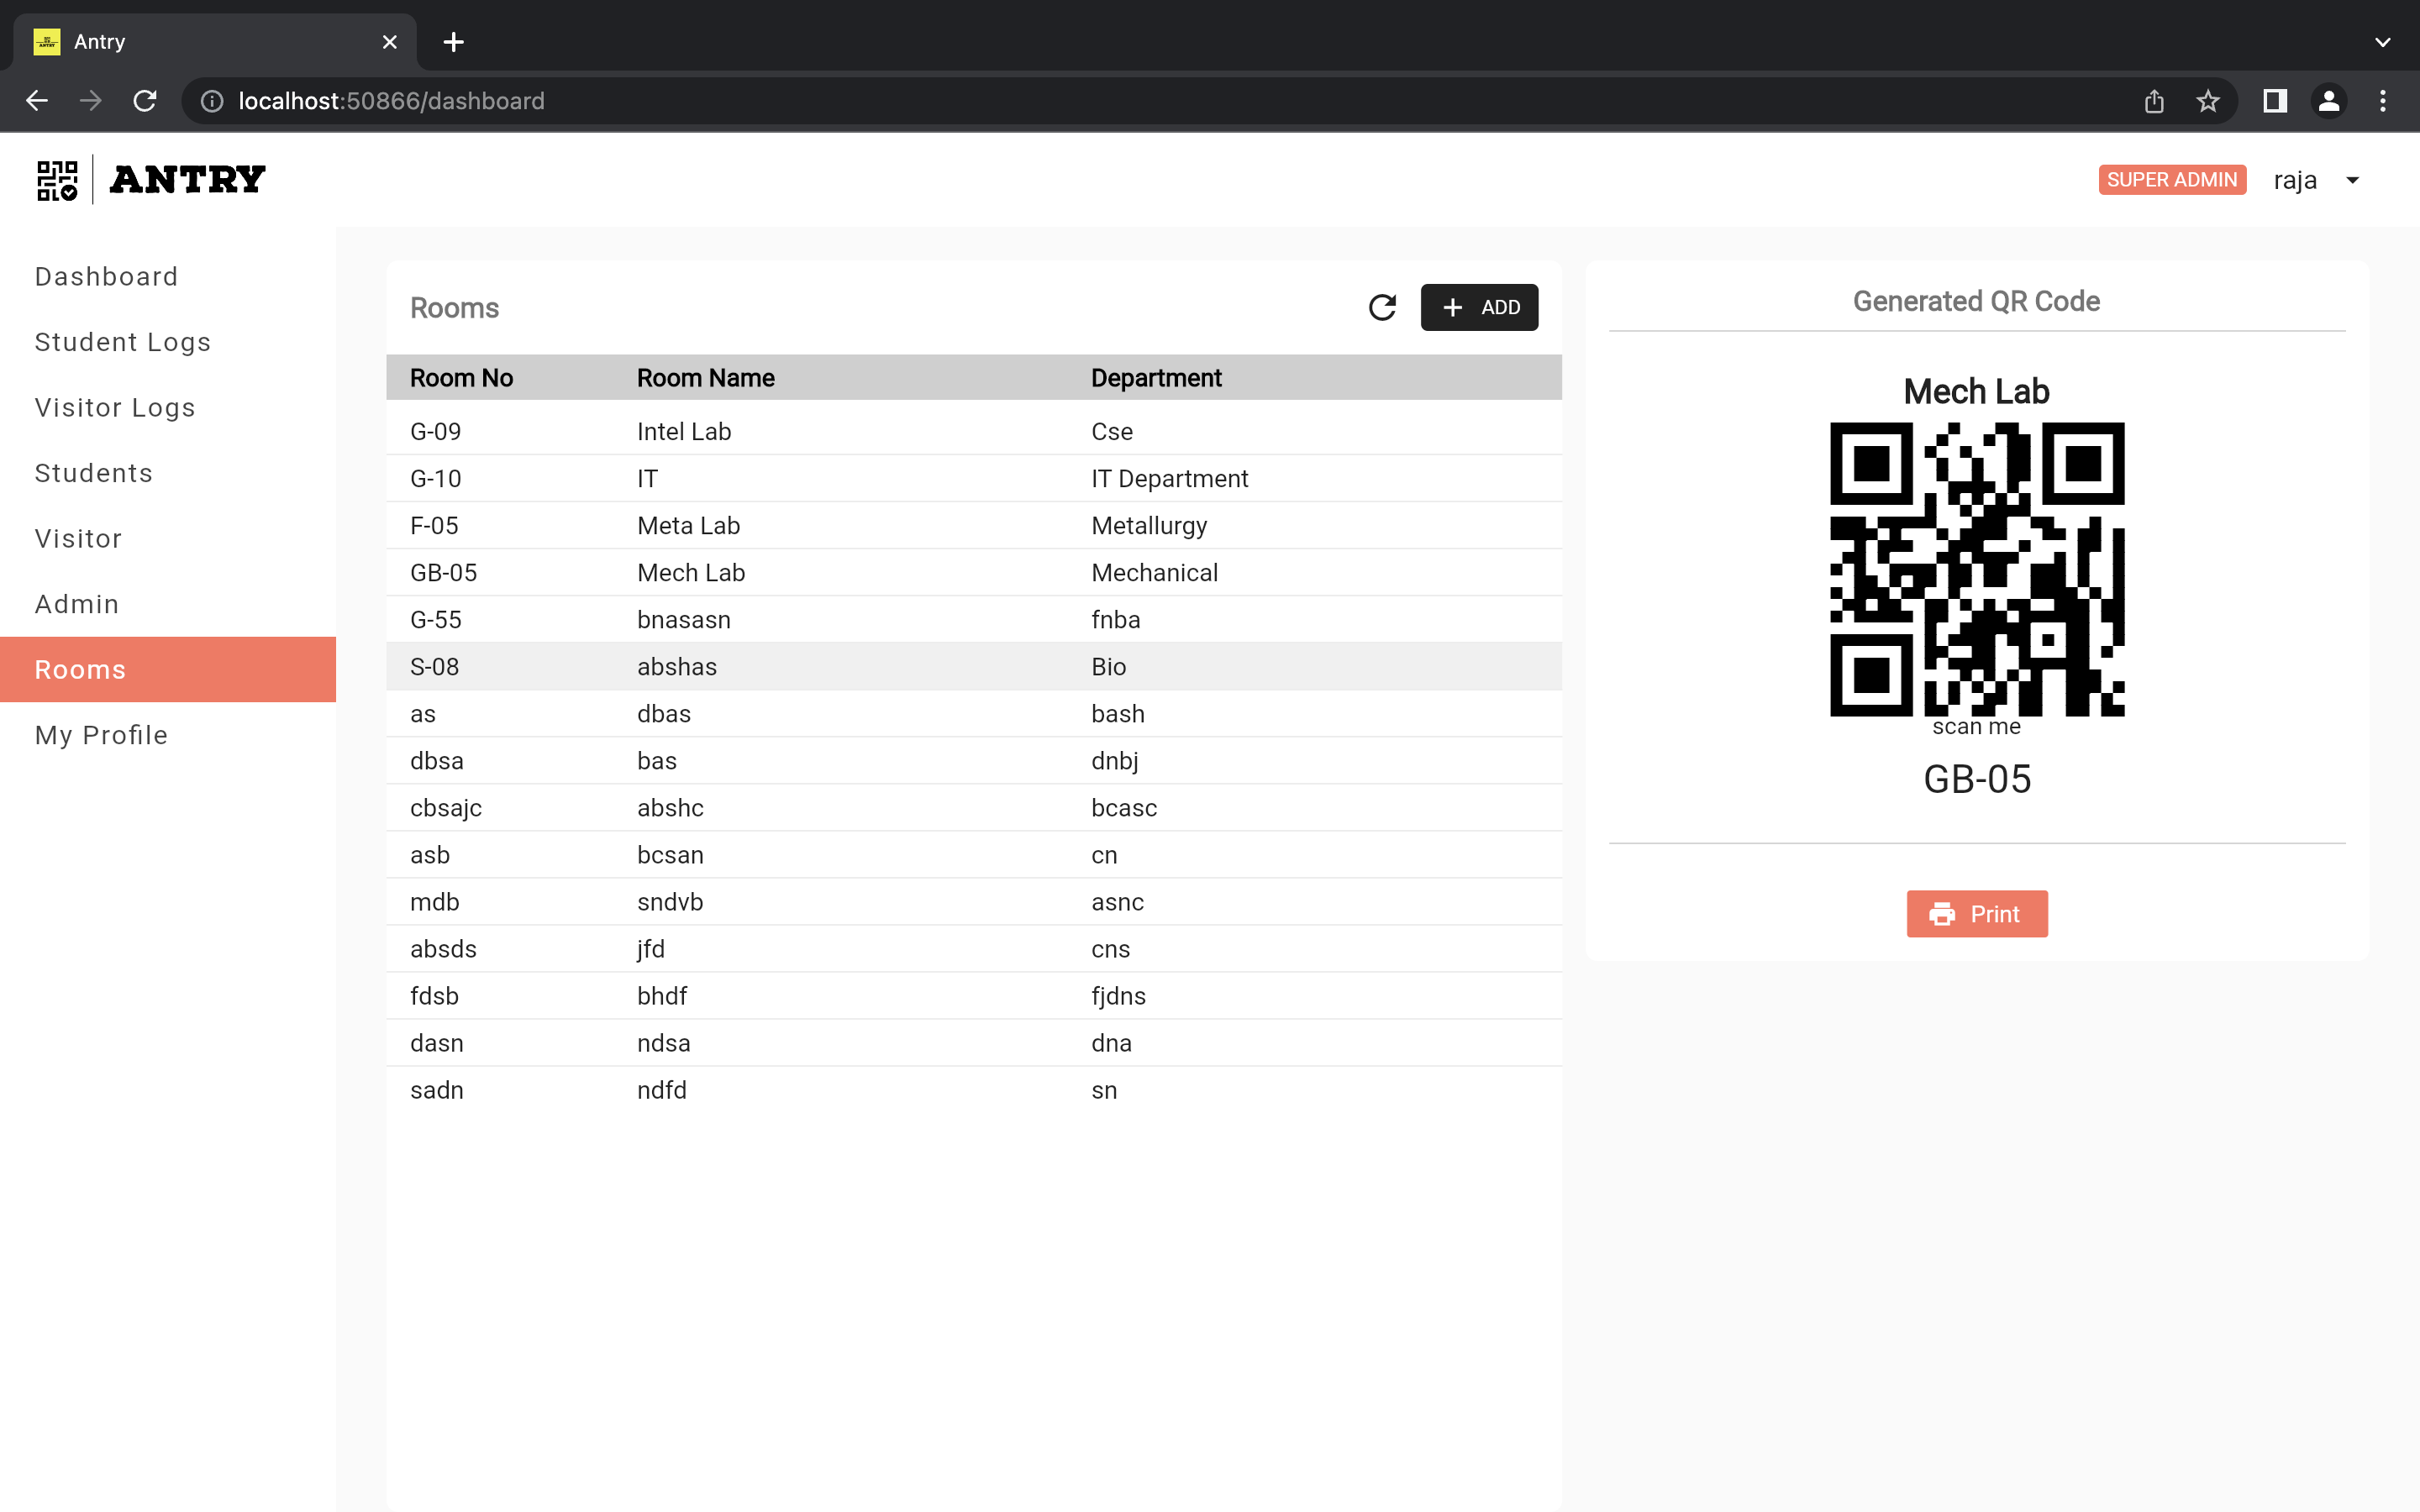 Antry
localhost:50866/dashboard
ANTRY
SUPER ADMIN raja
Dashboard
Student Logs
Visitor Logs
Students
Visitor
Admin
Rooms
My Profile
Rooms
ADD
Room No Room Name Department
G-09 Intel Lab Cse
G-10 IT IT Department
F-05 Meta Lab Metallurgy
GB-05 Mech Lab Mechanical
G-55 bnasasn fnba
S-08 abshas Bio
as dbas bash
dbsa bas dnbj
cbsajc abshc bcasc
asb bcsan cn
mdb sndvb asnc
absds jfd cns
fdsb bhdf fjdns
dasn ndsa dna
sadn ndfd sn
Generated QR Code
Mech Lab
scan me
GB-05
Print